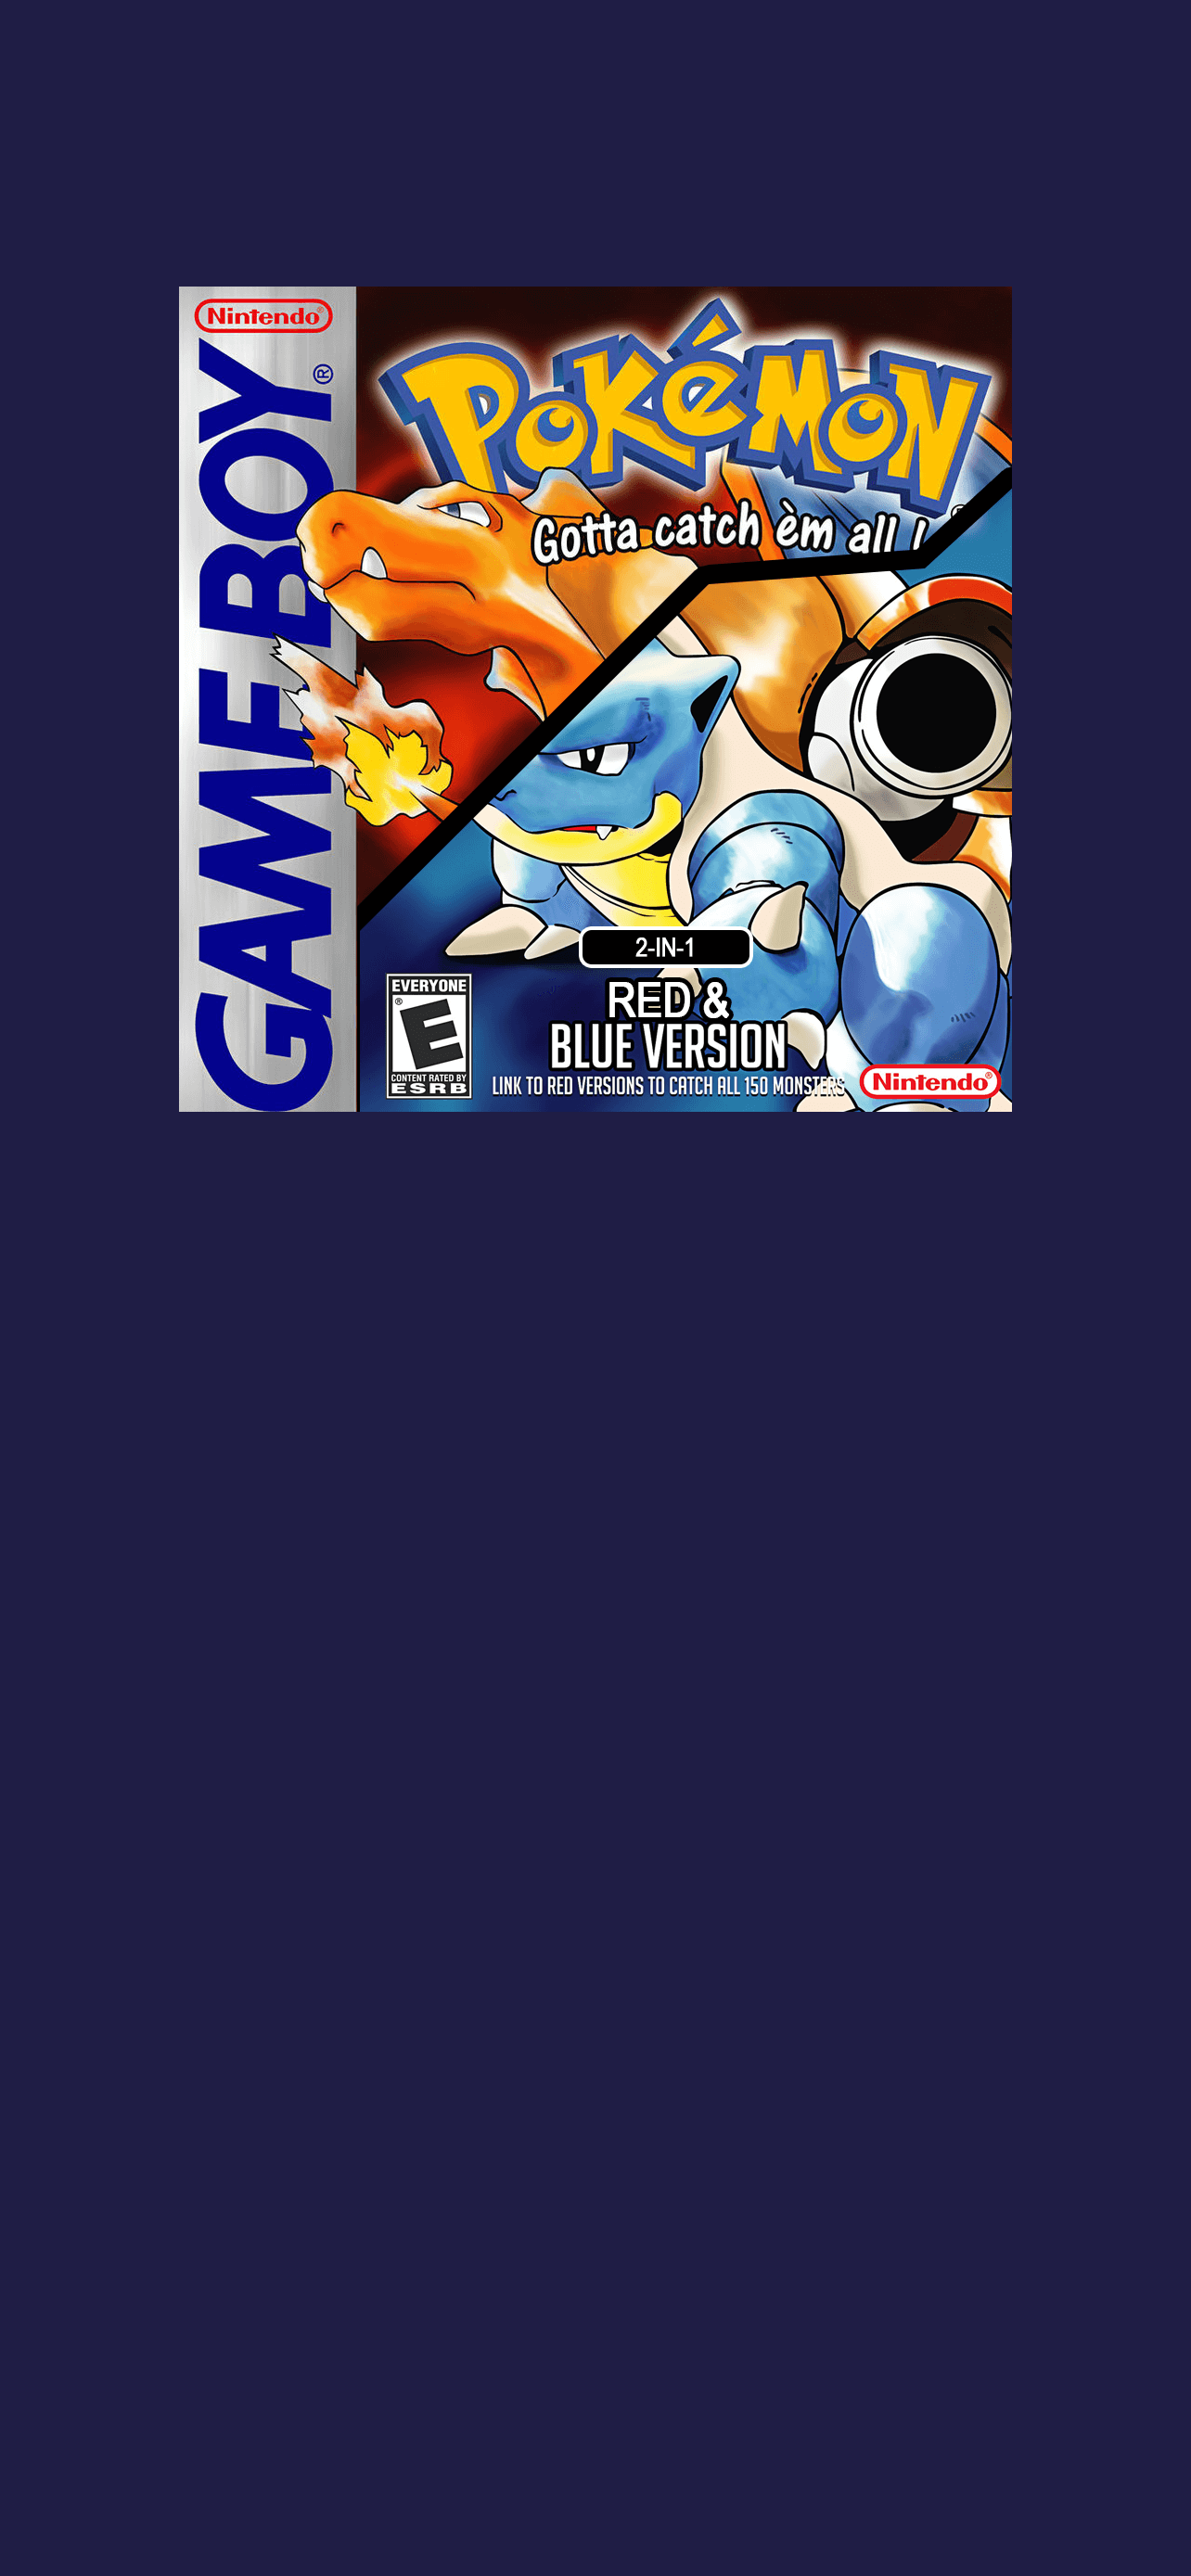 Nintendo®
GAME BOY®
POKéMON
Gotta catch èm all !
2-IN-1
RED &
BLUE VERSION
LINK TO RED VERSIONS TO CATCH ALL 150 MONSTERS
EVERYONE
E®
CONTENT RATED BY
ESRB
Nintendo®